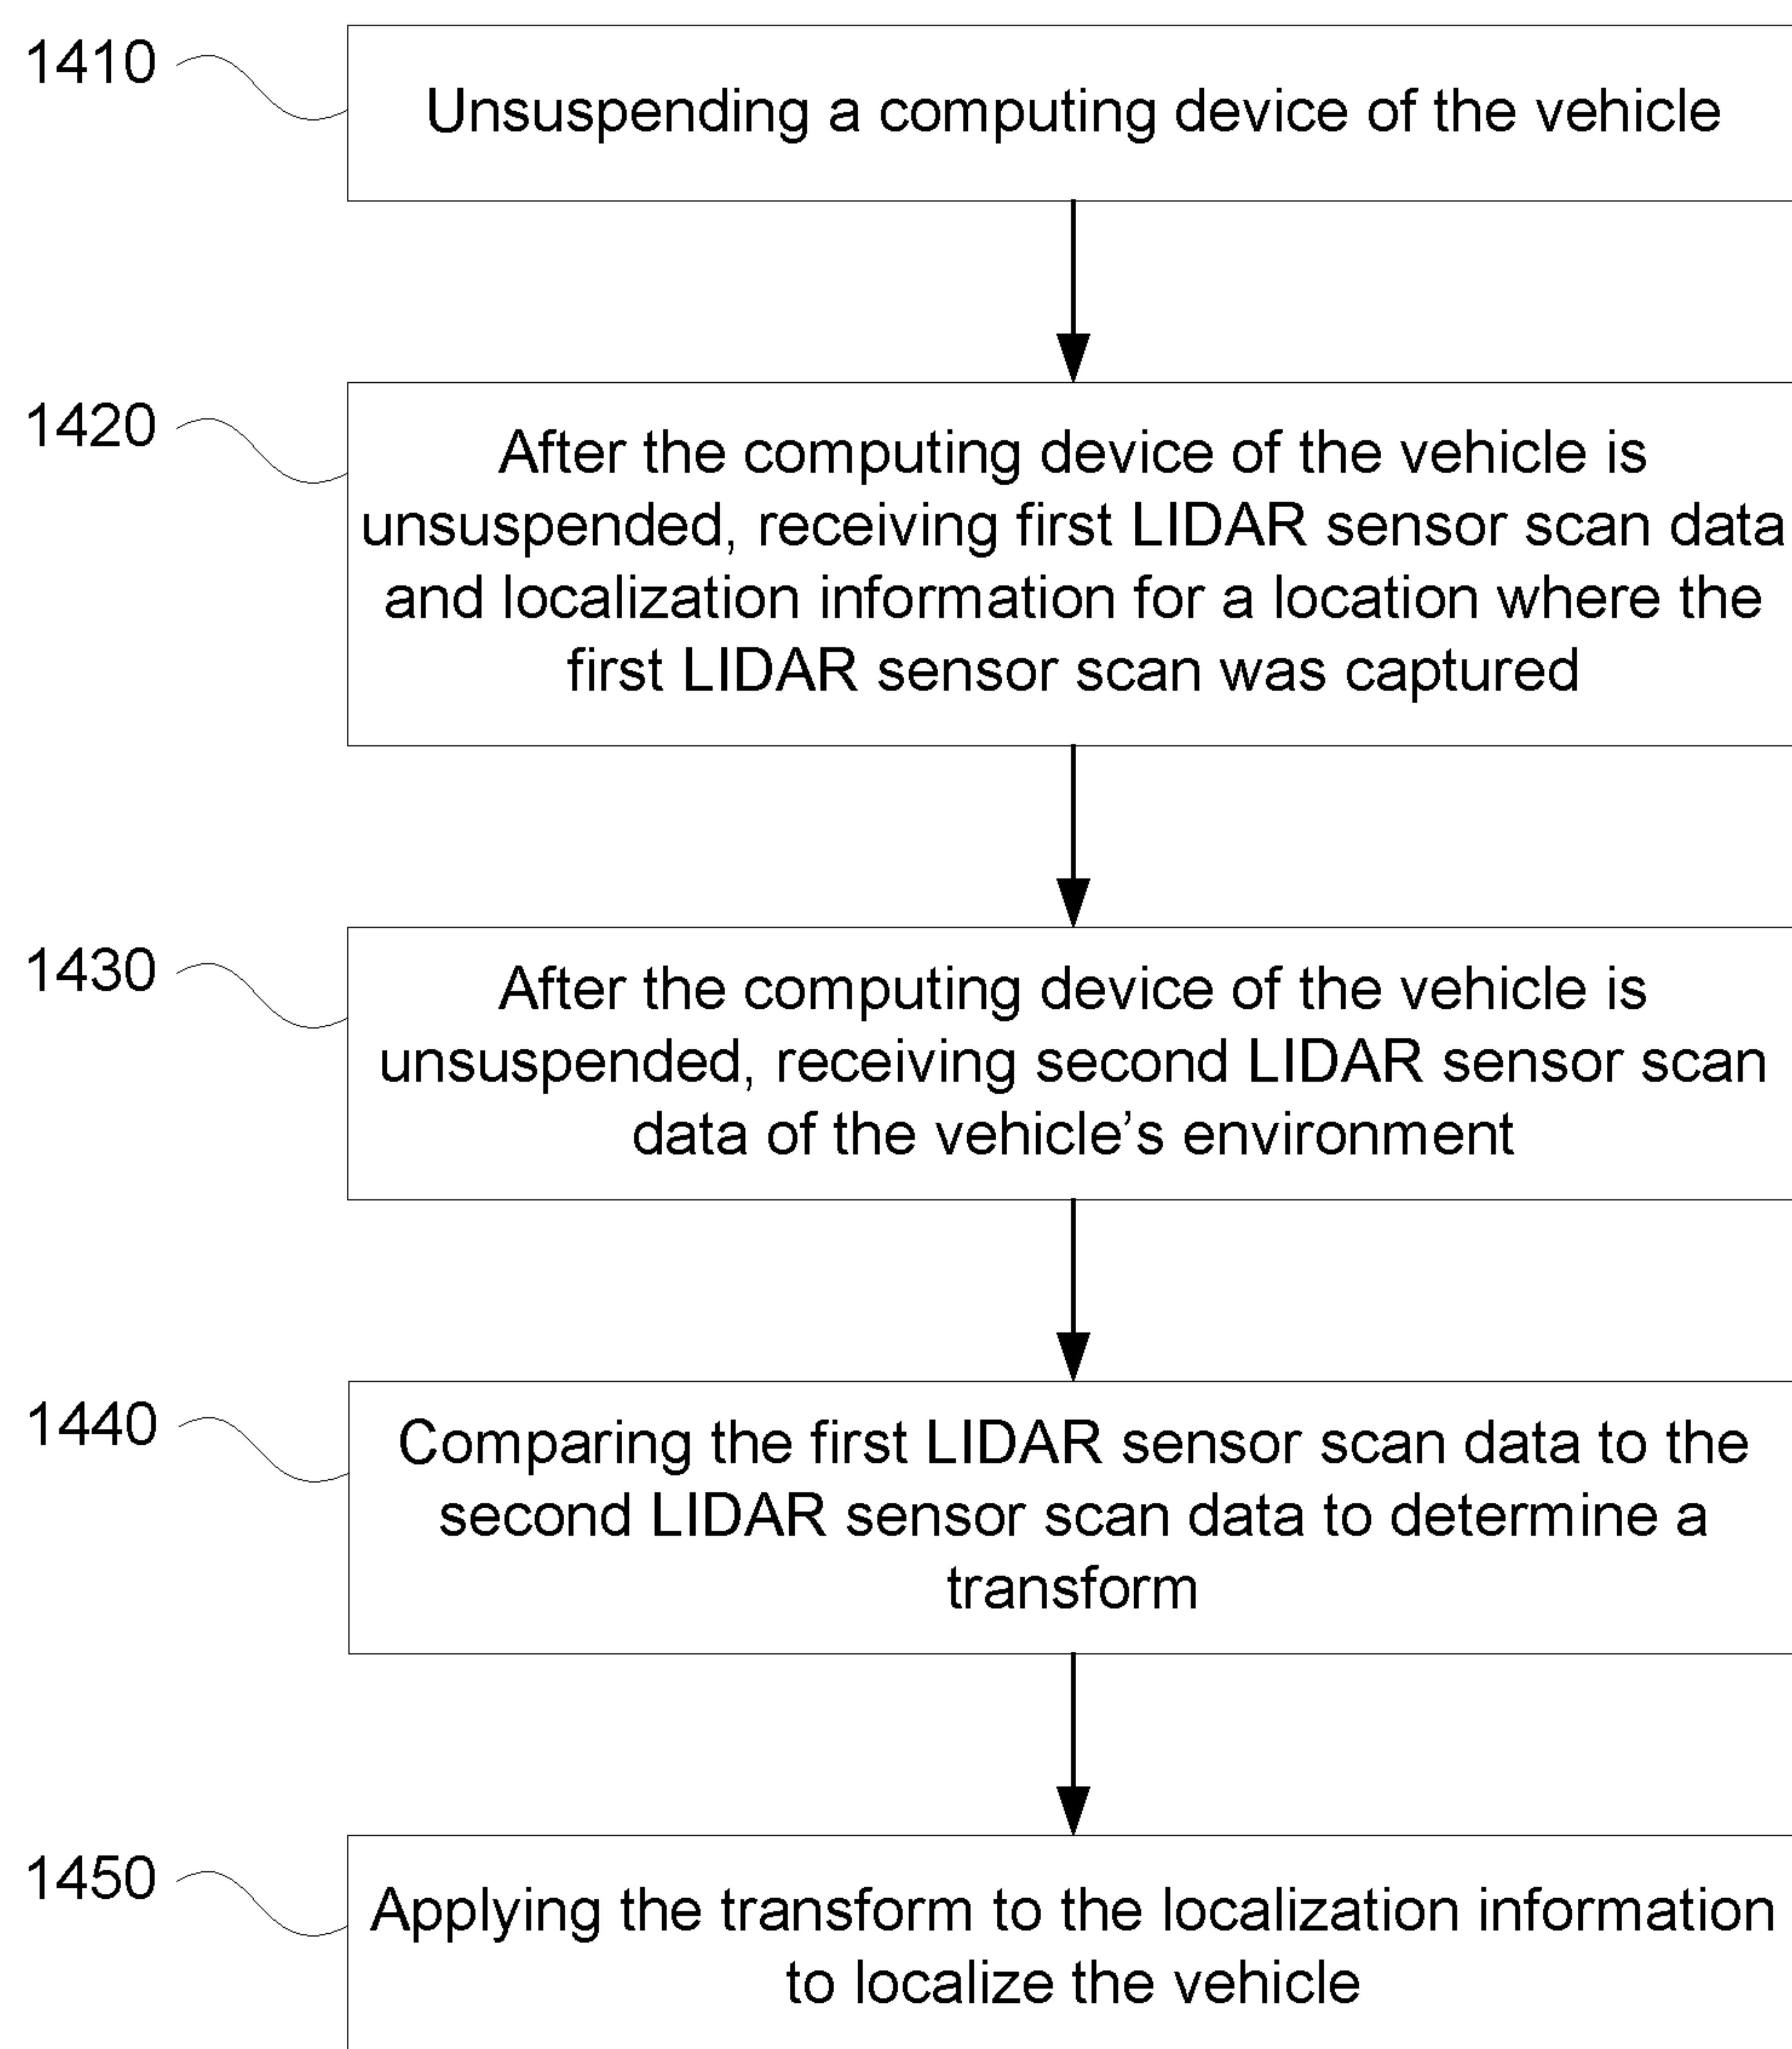 1410
Unsuspending a computing device of the vehicle
1420
After the computing device of the vehicle is
unsuspended, receiving first LIDAR sensor scan data
and localization information for a location where the
first LIDAR sensor scan was captured
1430
After the computing device of the vehicle is
unsuspended, receiving second LIDAR sensor scan
data of the vehicle’s environment
1440
Comparing the first LIDAR sensor scan data to the
second LIDAR sensor scan data to determine a
transform
1450
Applying the transform to the localization information
to localize the vehicle